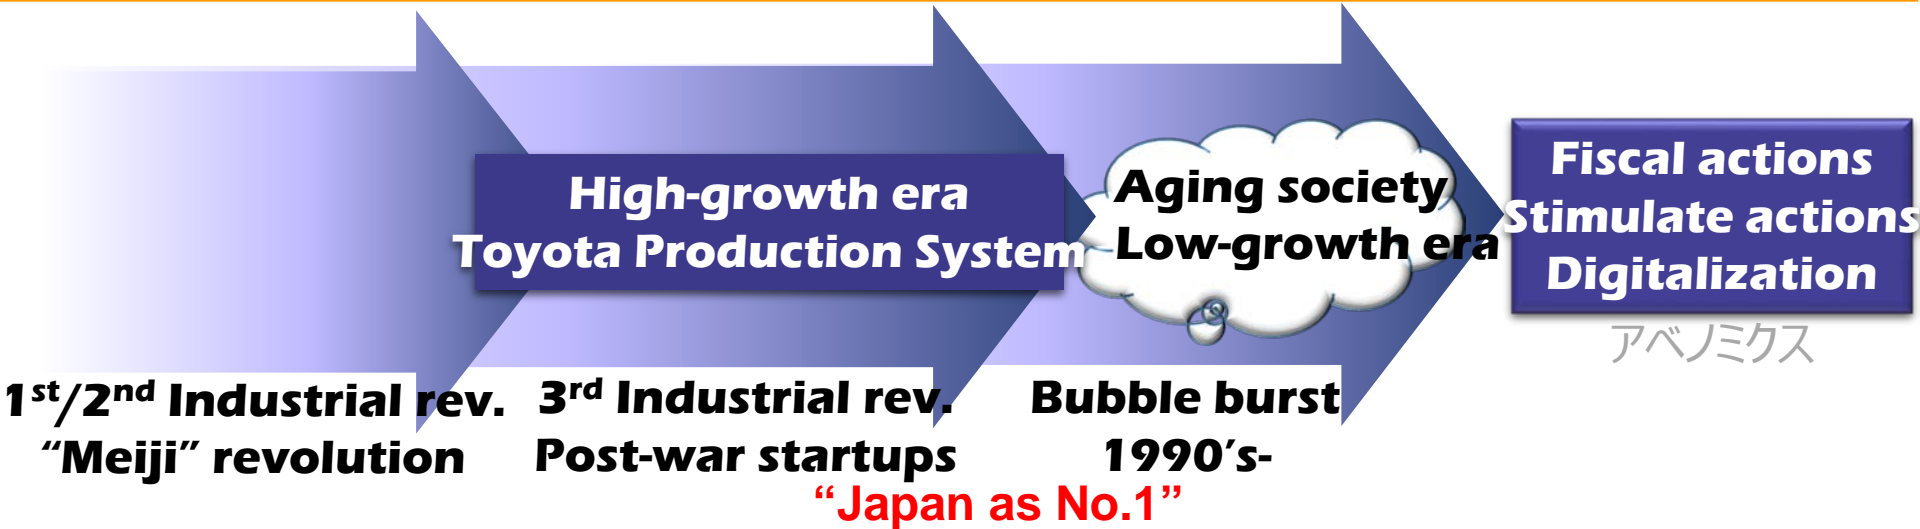 High-growth era
Toyota Production System
Aging society
Low-growth era
Fiscal actions
Stimulate actions
Digitalization
アベノミクス
1st/2nd Industrial rev.
“Meiji” revolution
3rd Industrial rev.
Post-war startups
Bubble burst
1990’s-
“Japan as No.1”